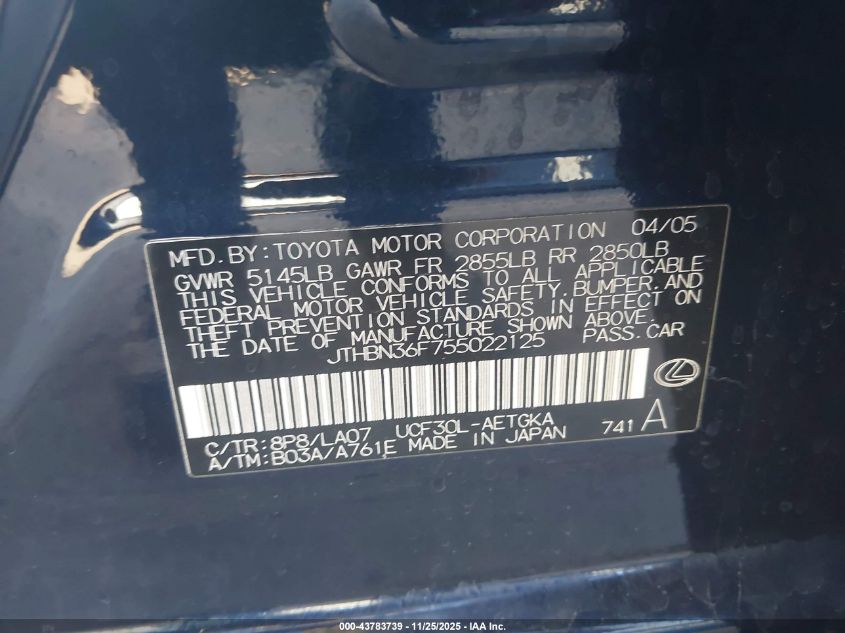 MFD. BY: TOYOTA MOTOR CORPORATION 04/05
GVWR 5145LB GAWR FR 2855LB RR 2850LB
THIS VEHICLE CONFORMS TO ALL APPLICABLE
FEDERAL MOTOR VEHICLE SAFETY, BUMPER, AND
THEFT PREVENTION STANDARDS IN EFFECT ON
THE DATE OF MANUFACTURE SHOWN ABOVE.
JTHBN36F755022125 PASS. CAR
C/TR: 8P8/LA07 UCF30L-AETGKA 741 A
A/TM: B03A/A761E MADE IN JAPAN
000-43783739 - 11/25/2025 - IAA Inc.